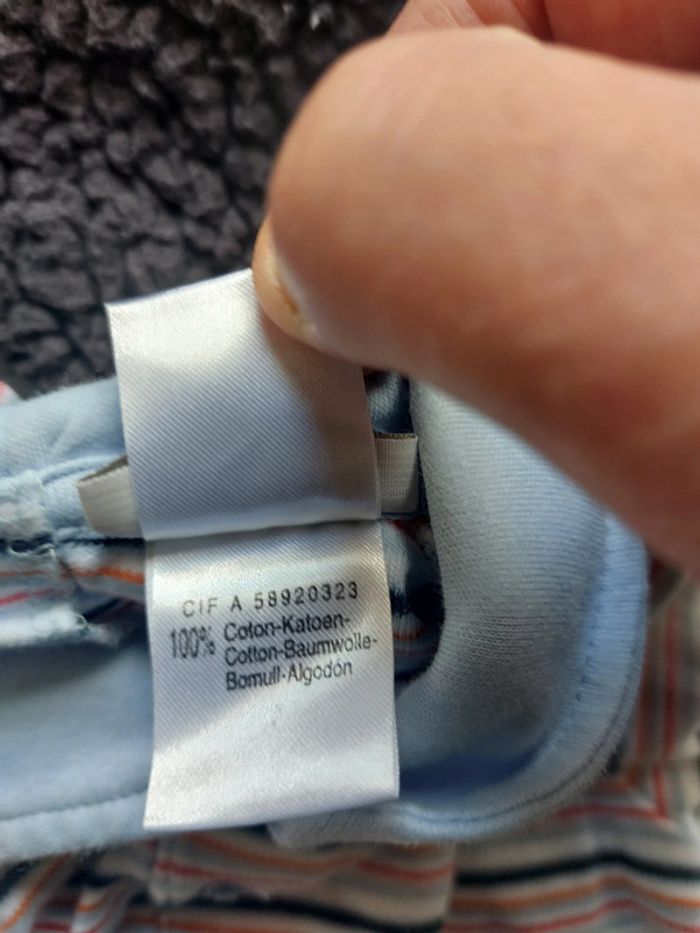 CIF A 58920323
100% Coton-Katoen-
Cotton-Baumwolle-
Bomull-Algodón